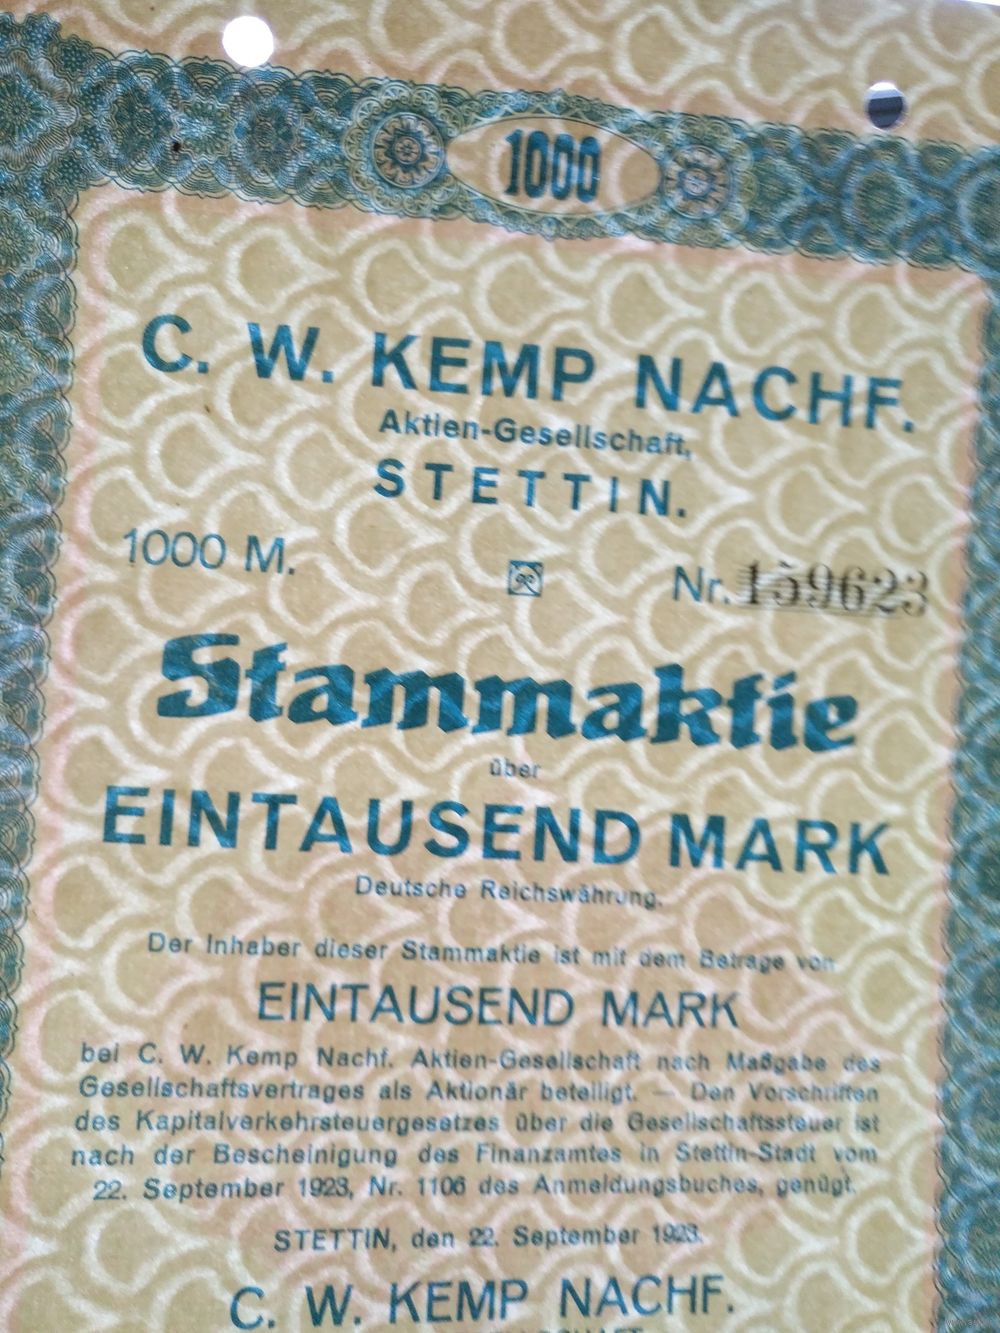 1000
C. W. KEMP NACHF.
Aktien-Gesellschaft,
STETTIN.
1000 M.
Nr. 159623
Stammaktie
über
EINTAUSEND MARK
Deutsche Reichswährung.
Der Inhaber dieser Stammaktie ist mit dem Betrage von
EINTAUSEND MARK
bei C. W. Kemp Nachf. Aktien-Gesellschaft nach Maßgabe des
Gesellschaftsvertrages als Aktionär beteiligt. — Den Vorschriften
des Kapitalverkehrsteuergesetzes über die Gesellschaftssteuer ist
nach der Bescheinigung des Finanzamtes in Stettin-Stadt vom
22. September 1923, Nr. 1106 des Anmeldungsbuches, genügt.
STETTIN, den 22. September 1923.
C. W. KEMP NACHF.